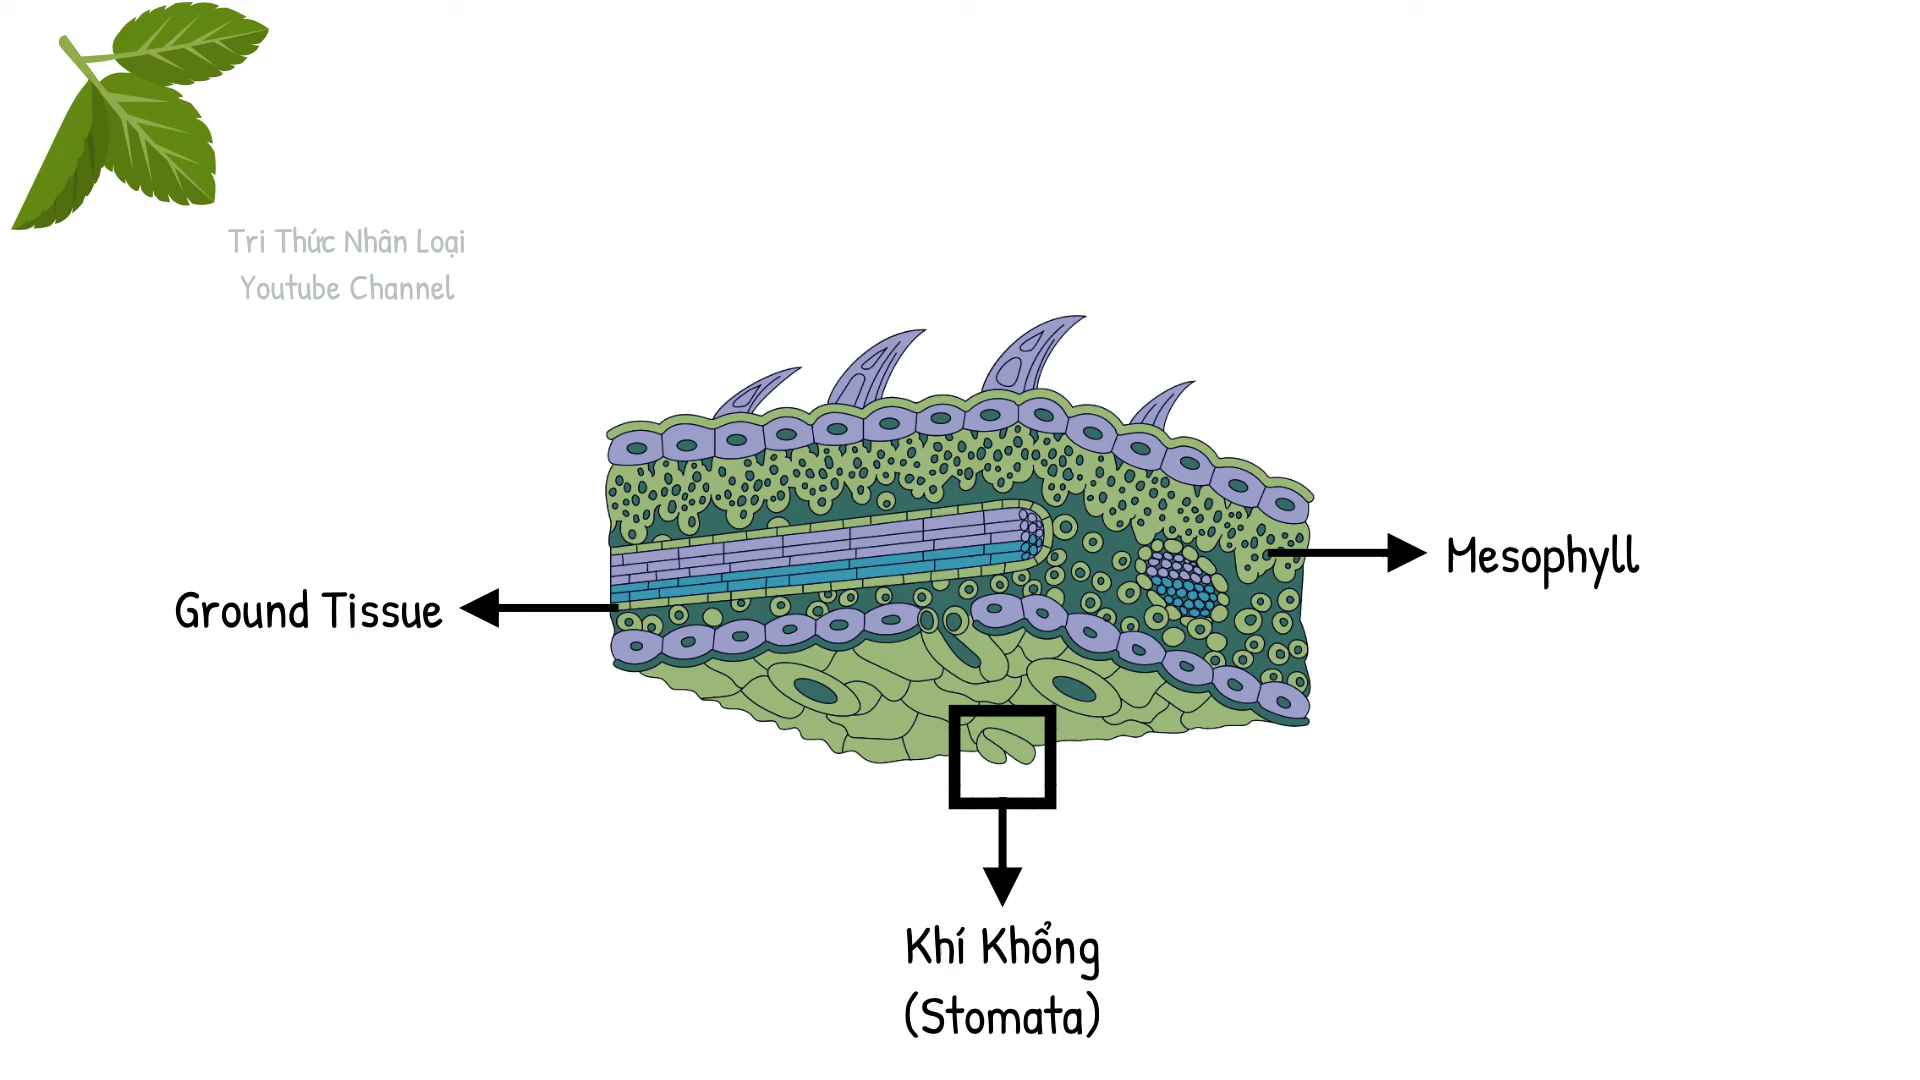 Tri Thức Nhân Loại
Youtube Channel
Mesophyll
Ground Tissue
Khí Khổng
(Stomata)